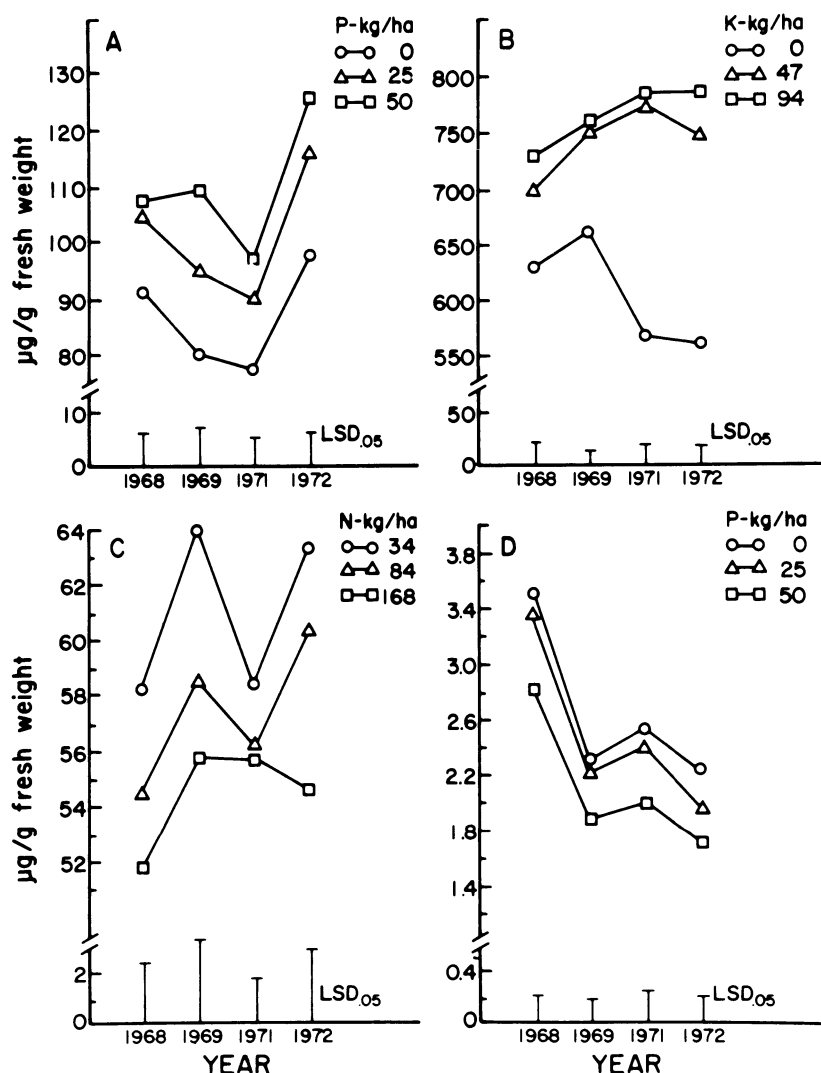 A
P-kg/ha
0
25
50
130
120
110
100
90
80
10
0
LSD.05
1968 1969 1971 1972
B
K-kg/ha
0
47
94
800
750
700
650
600
550
50
0
LSD.05
1968 1969 1971 1972
µg/g fresh weight
C
N-kg/ha
34
84
168
64
62
60
58
56
54
52
2
0
LSD.05
1968 1969 1971 1972
YEAR
D
P-kg/ha
0
25
50
3.8
3.4
3.0
2.6
2.2
1.8
1.4
0.4
0
LSD.05
1968 1969 1971 1972
YEAR
µg/g fresh weight